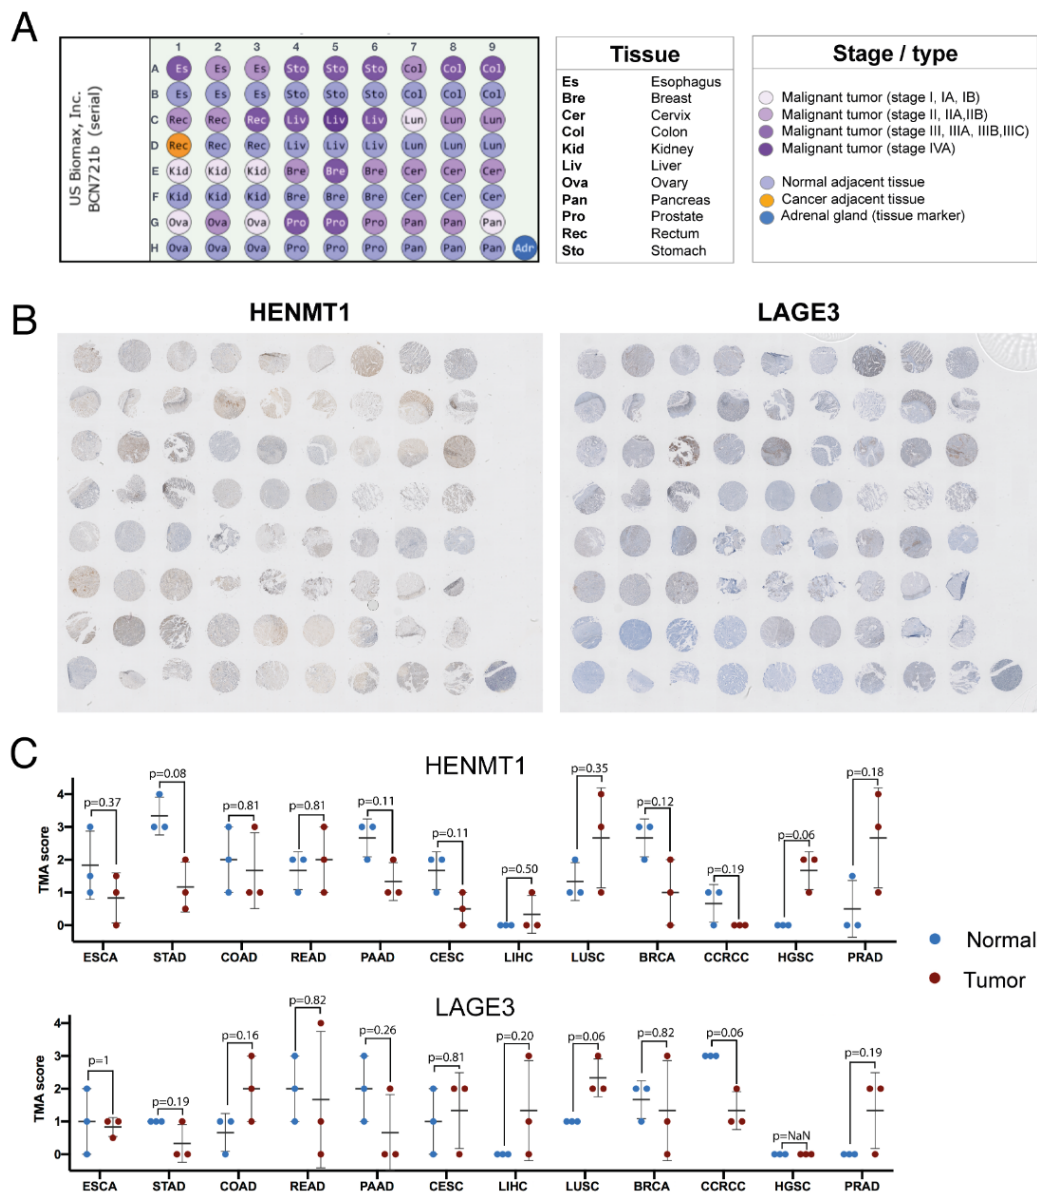 A
US Biomax, Inc.
BCN721b (serial)
1 2 3 4 5 6 7 8 9
A Es Es Es Sto Sto Sto Col Col Col
B Es Es Es Sto Sto Sto Col Col Col
C Rec Rec Rec Liv Liv Liv Lun Lun Lun
D Rec Rec Rec Liv Liv Liv Lun Lun Lun
E Kid Kid Kid Bre Bre Bre Cer Cer Cer
F Kid Kid Kid Bre Bre Bre Cer Cer Cer
G Ova Ova Ova Pro Pro Pro Pan Pan Pan
H Ova Ova Ova Pro Pro Pro Pan Pan Pan Adr
Tissue
Es Esophagus
Bre Breast
Cer Cervix
Col Colon
Kid Kidney
Liv Liver
Ova Ovary
Pan Pancreas
Pro Prostate
Rec Rectum
Sto Stomach
Stage / type
Malignant tumor (stage I, IA, IB)
Malignant tumor (stage II, IIA,IIB)
Malignant tumor (stage III, IIIA, IIIB,IIIC)
Malignant tumor (stage IVA)
Normal adjacent tissue
Cancer adjacent tissue
Adrenal gland (tissue marker)
B
HENMT1
LAGE3
C
HENMT1
TMA score
4
3
2
1
0
p=0.37
p=0.08
p=0.81
p=0.81
p=0.11
p=0.11
p=0.50
p=0.35
p=0.12
p=0.19
p=0.06
p=0.18
ESCA STAD COAD READ PAAD CESC LIHC LUSC BRCA CCRCC HGSC PRAD
Normal
Tumor
LAGE3
TMA score
4
3
2
1
0
p=1
p=0.19
p=0.16
p=0.82
p=0.26
p=0.81
p=0.20
p=0.06
p=0.82
p=0.06
p=NaN
p=0.19
ESCA STAD COAD READ PAAD CESC LIHC LUSC BRCA CCRCC HGSC PRAD